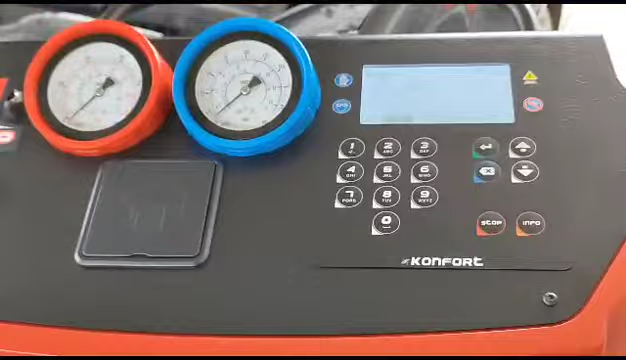 1
2 ABC
3 DEF
4 GHI
5 JKL
6 MNO
7 PQRS
8 TUV
9 WXYZ
0
STOP INFO
KONFORT